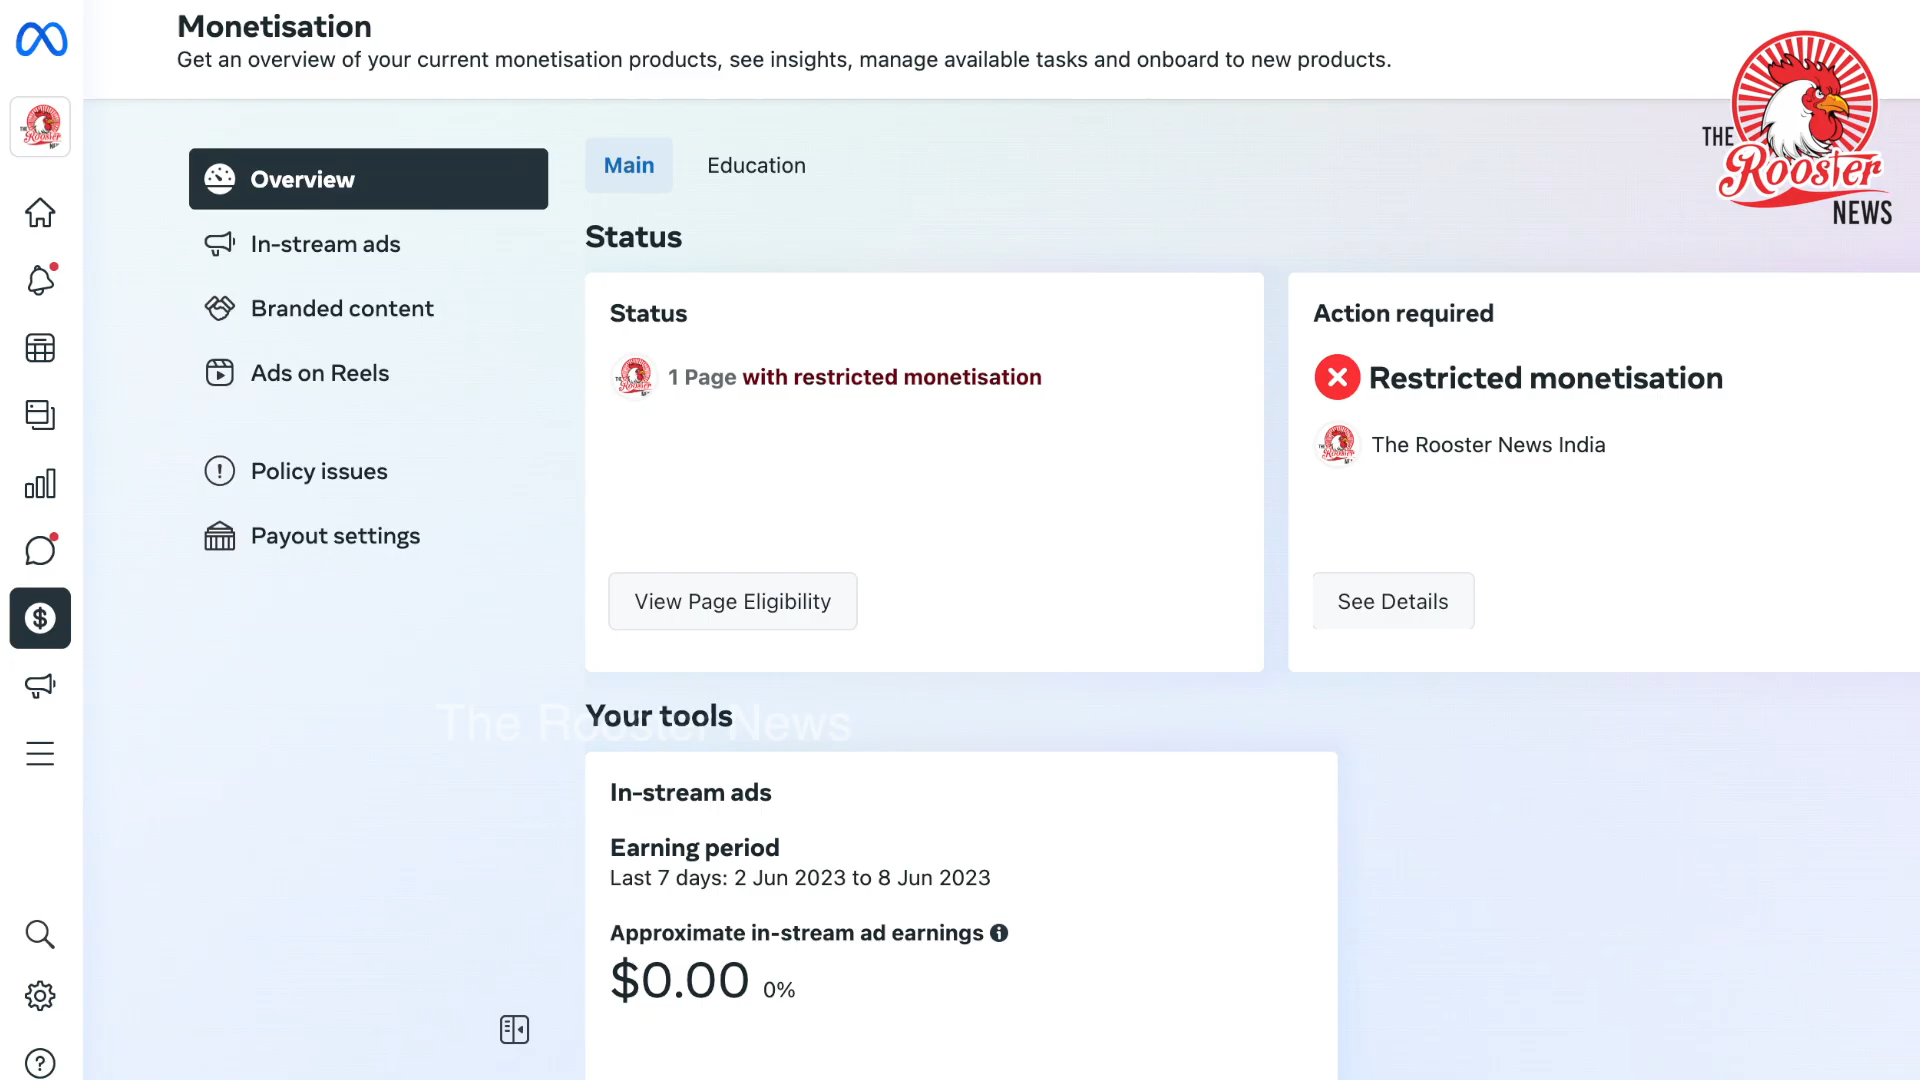 Monetisation
Get an overview of your current monetisation products, see insights, manage available tasks and onboard to new products.
THE
Rooster
NEWS
Overview
In-stream ads
Branded content
Ads on Reels
Policy issues
Payout settings
Main Education
Status
Status
1 Page with restricted monetisation
View Page Eligibility
Action required
Restricted monetisation
The Rooster News India
See Details
The Rooster News
Your tools
In-stream ads
Earning period
Last 7 days: 2 Jun 2023 to 8 Jun 2023
Approximate in-stream ad earnings
$0.00 0%